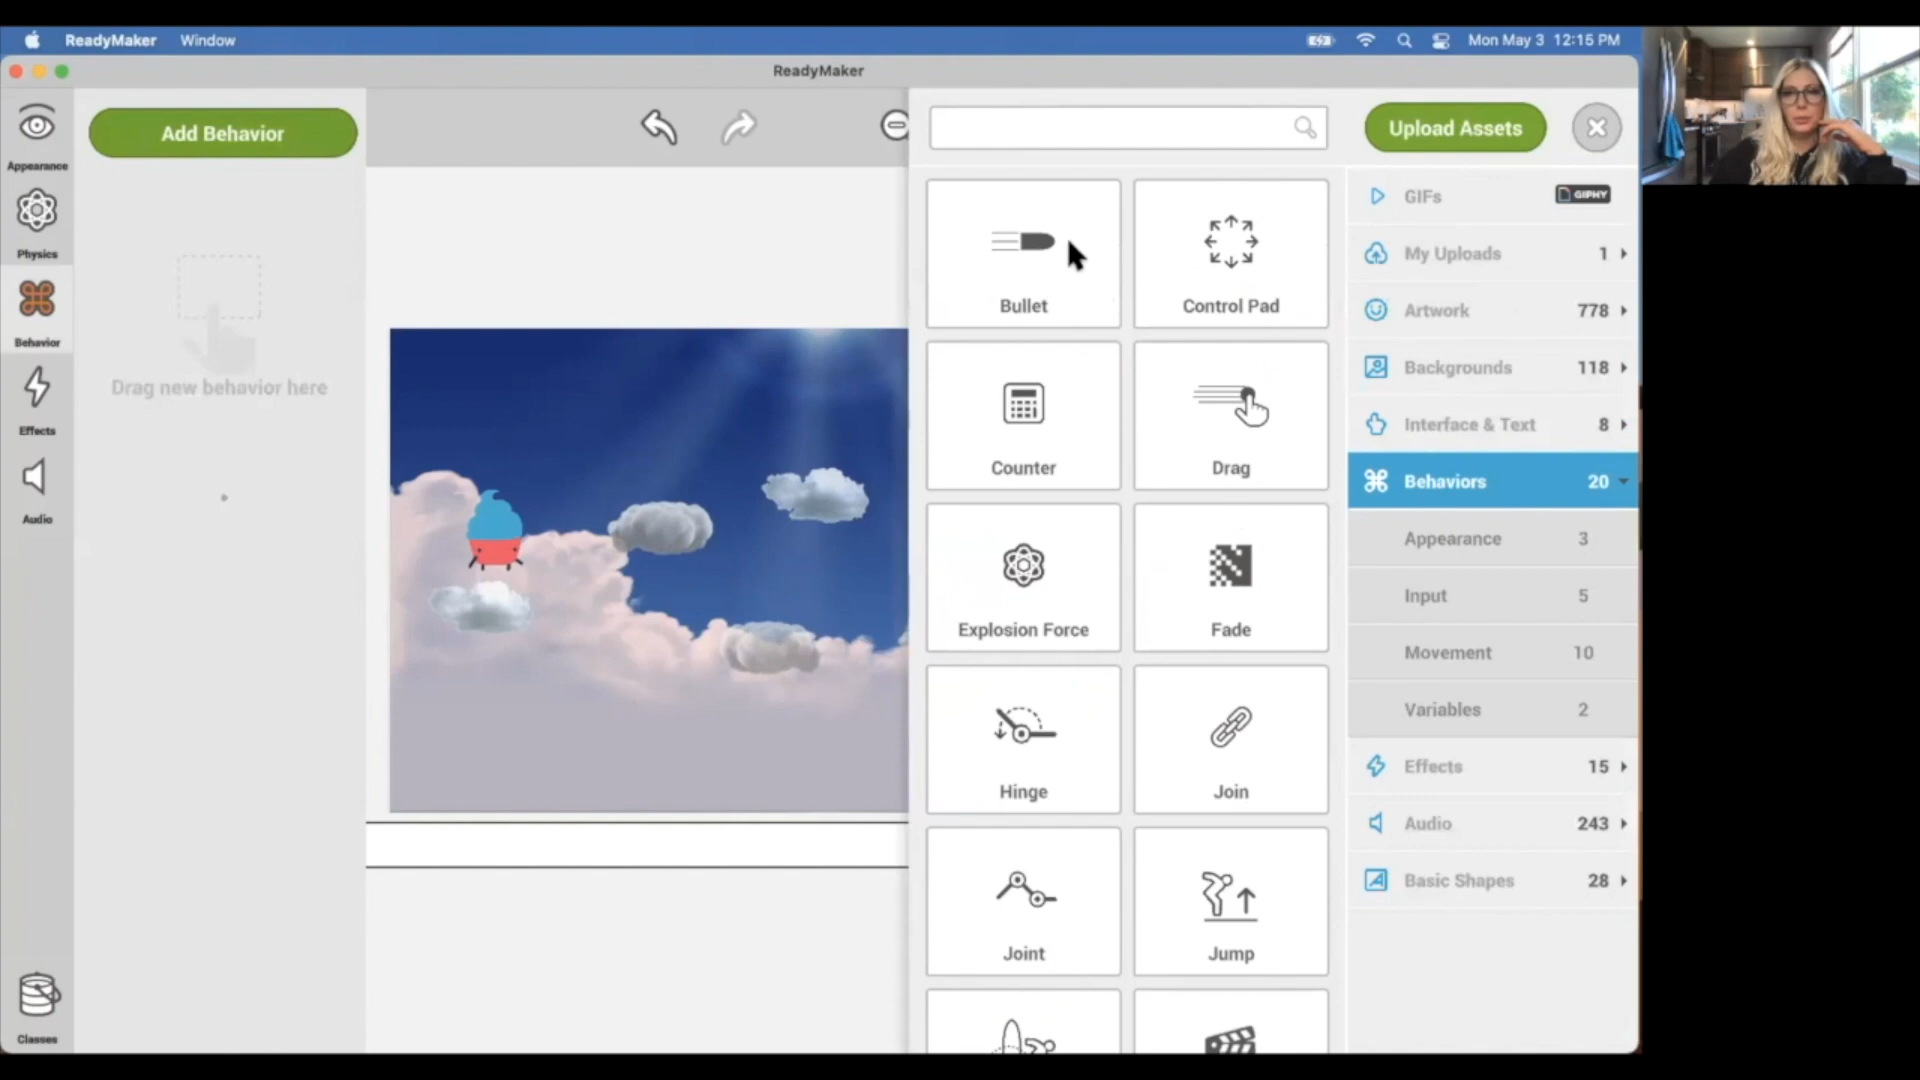 ReadyMaker Window
Mon May 3 12:15 PM
ReadyMaker
Appearance
Physics
Behavior
Effects
Audio
Classes
Add Behavior
Drag new behavior here
Upload Assets
Bullet
Control Pad
Counter
Drag
Explosion Force
Fade
Hinge
Join
Joint
Jump
GIFs GIPHY
My Uploads 1
Artwork 778
Backgrounds 118
Interface & Text 8
Behaviors 20
Appearance 3
Input 5
Movement 10
Variables 2
Effects 15
Audio 243
Basic Shapes 28